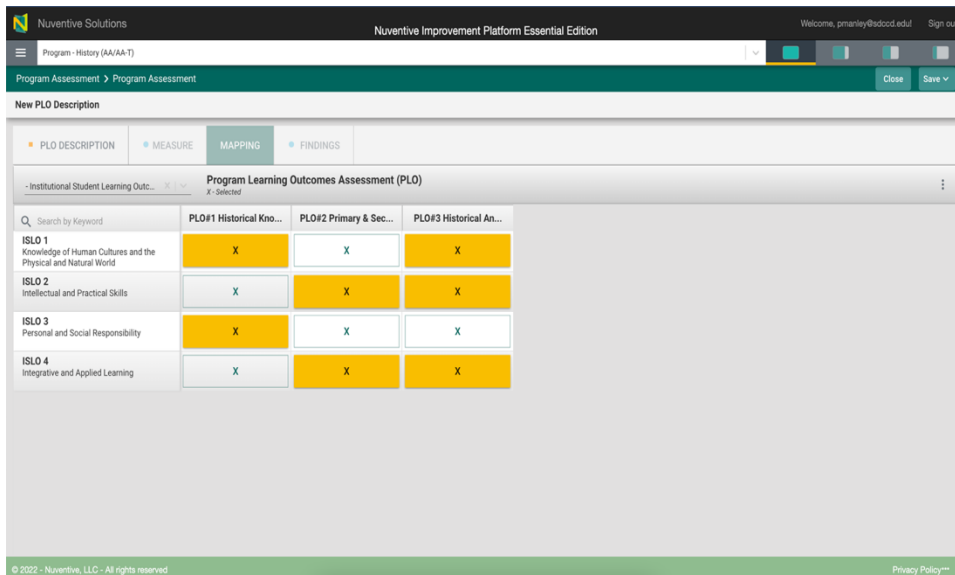 Nuventive Solutions
Nuventive Improvement Platform Essential Edition
Welcome, pmanley@sdccd.edu!
Sign ou
Program - History (AA/AA-T)
Program Assessment > Program Assessment
Close
Save
New PLO Description
PLO DESCRIPTION
MEASURE
MAPPING
FINDINGS
- Institutional Student Learning Outc...
X
Program Learning Outcomes Assessment (PLO)
X - Selected
Search by Keyword
PLO#1 Historical Kno...
PLO#2 Primary & Sec...
PLO#3 Historical An...
ISLO 1
Knowledge of Human Cultures and the
Physical and Natural World
X
X
X
ISLO 2
Intellectual and Practical Skills
X
X
X
ISLO 3
Personal and Social Responsibility
X
X
X
ISLO 4
Integrative and Applied Learning
X
X
X
© 2022 - Nuventive, LLC - All rights reserved
Privacy Policy•••